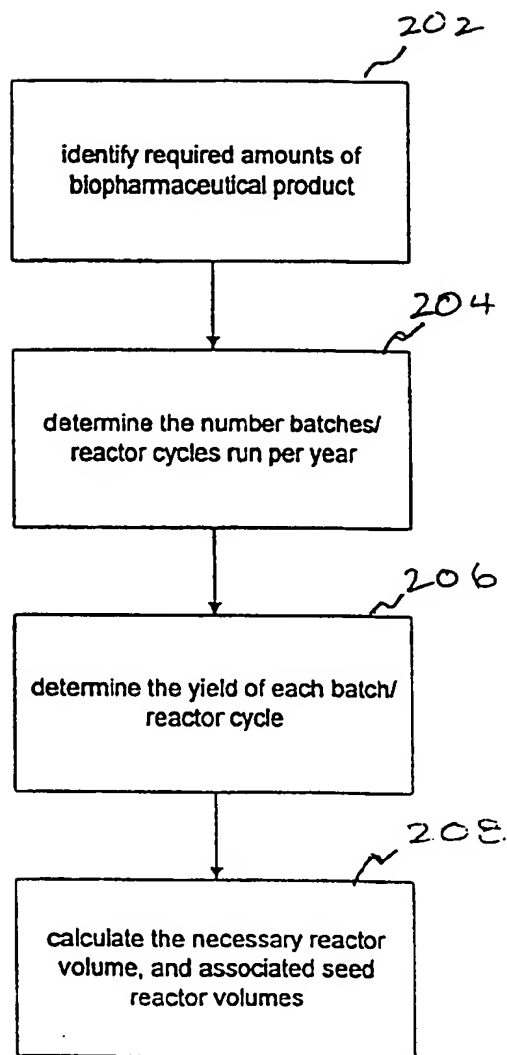 202
identify required amounts of
biopharmaceutical product
204
determine the number batches/
reactor cycles run per year
206
determine the yield of each batch/
reactor cycle
208
calculate the necessary reactor
volume, and associated seed
reactor volumes